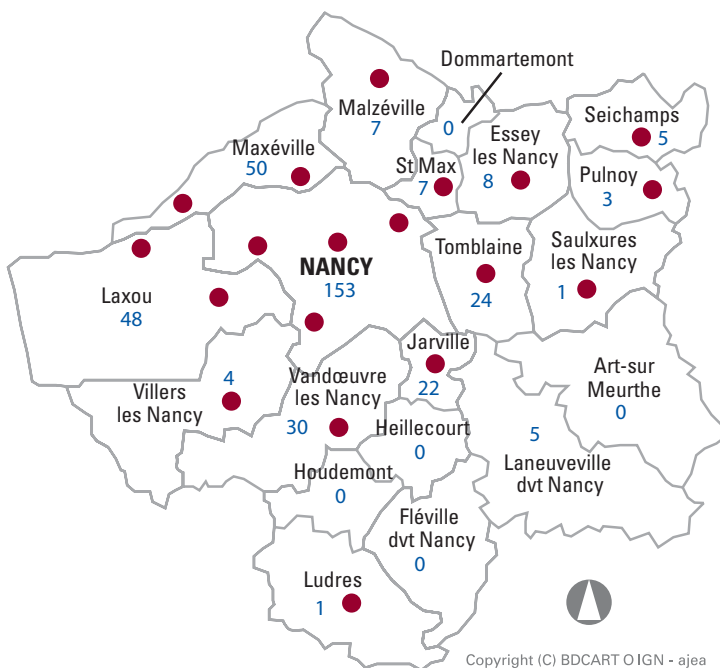 Dommartement
Malzéville
7
0
Seichamps
5
Essey
les Nancy
8
Maxéville
50
St Max
7
Pulnoy
3
NANCY
153
Tomblaine
24
Saulxures
les Nancy
1
Laxou
48
Jarville
22
Art-sur
Meurthe
0
Villers
les Nancy
4
Vandœuvre
les Nancy
30
Heillecourt
0
5
Laneuveville
dvt Nancy
Houdemont
0
Fléville
dvt Nancy
0
Ludres
1
Copyright (C) BDCART O IGN - ajea